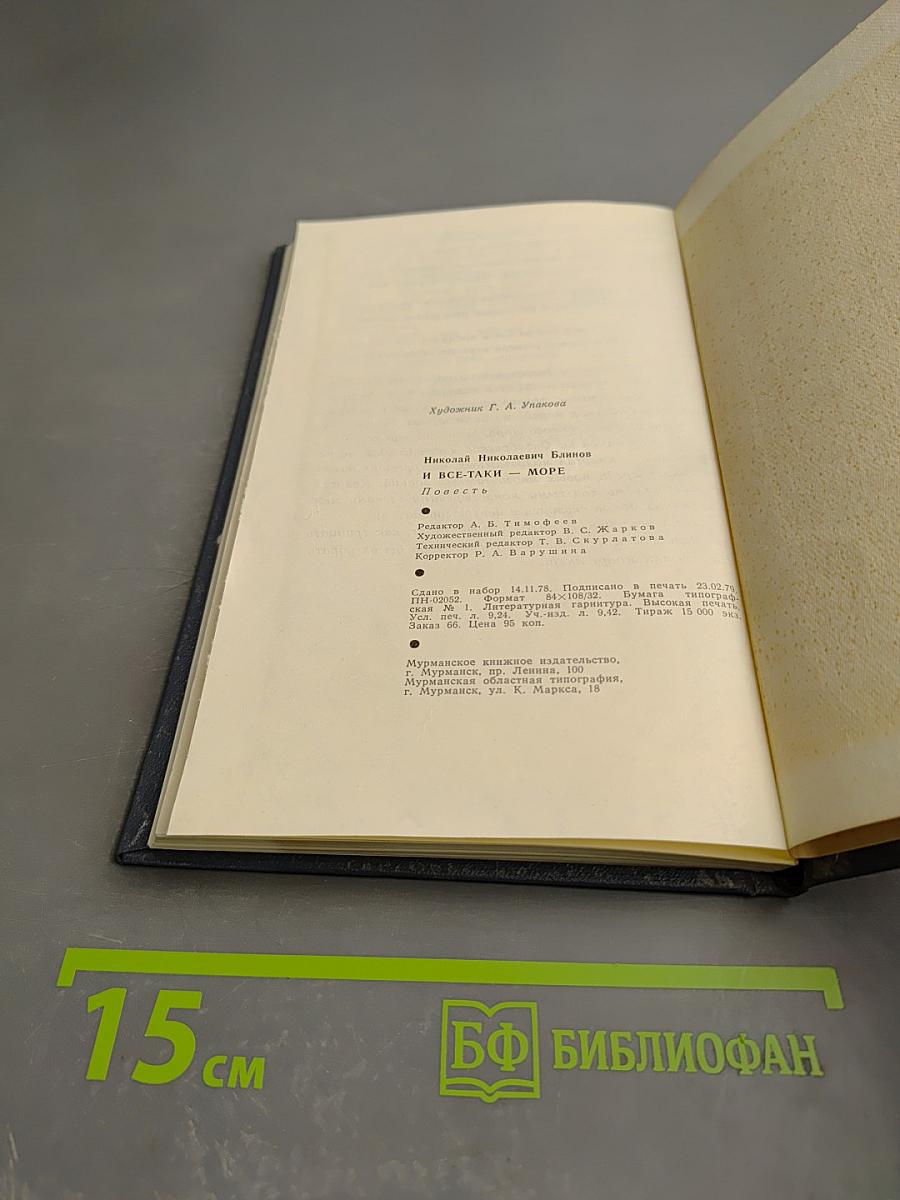 Художник Г. А. Упакова
Николай Николаевич Блинов
И ВСЕ-ТАКИ — МОРЕ
Повесть
Редактор А. Б. Тимофеев
Художественный редактор В. С. Жарков
Технический редактор Т. В. Скурлатова
Корректор Р. А. Варушина
Сдано в набор 14.11.78. Подписано в печать 23.02.79.
ПН-02052. Формат 84×108/32. Бумага типограф-
ская № 1. Литературная гарнитура. Высокая печать.
Усл. печ. л. 9,24. Уч.-изд. л. 9,42. Тираж 15 000 экз.
Заказ 66. Цена 95 коп.
Мурманское книжное издательство,
г. Мурманск, пр. Ленина, 100
Мурманская областная типография,
г. Мурманск, ул. К. Маркса, 18
15 см
БФ БИБЛИОФАН